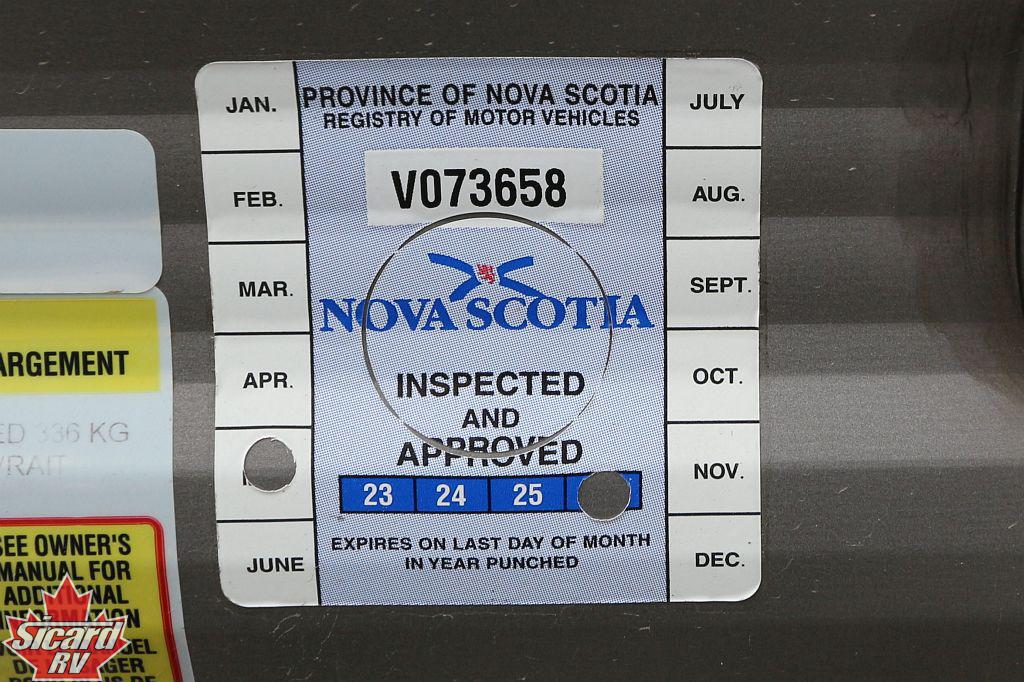 JAN.
FEB.
MAR.
APR.
JUNE
PROVINCE OF NOVA SCOTIA
REGISTRY OF MOTOR VEHICLES
V073658
NOVA SCOTIA
INSPECTED
AND
APPROVED
23 24 25
EXPIRES ON LAST DAY OF MONTH
IN YEAR PUNCHED
JULY
AUG.
SEPT.
OCT.
NOV.
DEC.
ARGEMENT
ED 336 KG
VRAIT
SEE OWNER'S
MANUAL FOR
Sicard
RV